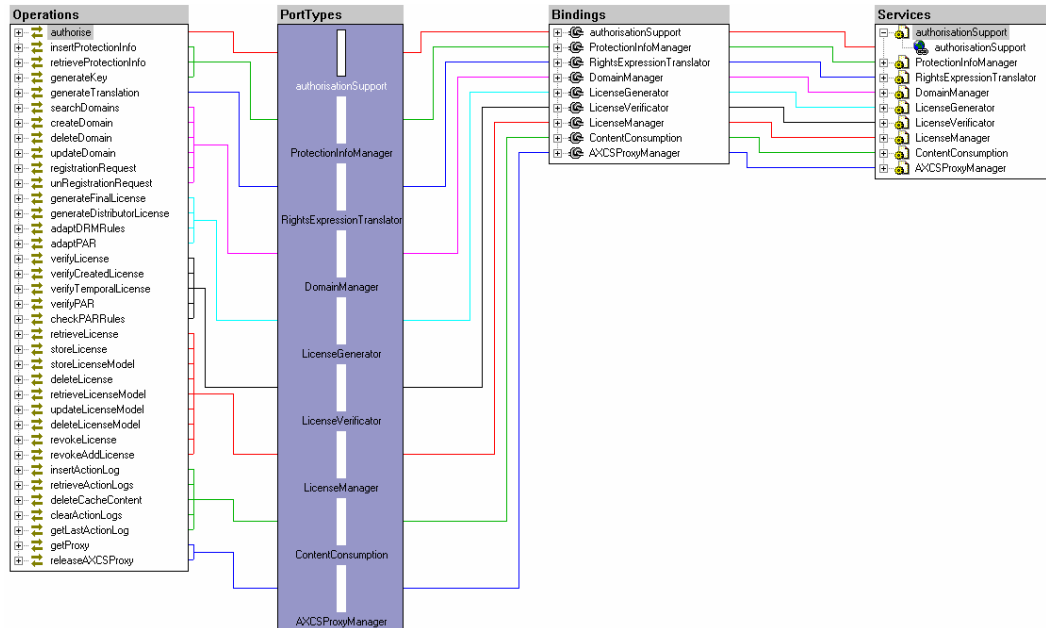 Operations
authorise
insertProtectionInfo
retrieveProtectionInfo
generateKey
generateTranslation
searchDomains
createDomain
deleteDomain
updateDomain
registrationRequest
unRegistrationRequest
generateFinalLicense
generateDistributorLicense
adaptDRMRules
adaptPAR
verifyLicense
verifyCreatedLicense
verifyTemporalLicense
verifyPAR
checkPARRules
retrieveLicense
storeLicense
storeLicenseModel
deleteLicense
retrieveLicenseModel
updateLicenseModel
deleteLicenseModel
revokeLicense
revokeAddLicense
insertActionLog
retrieveActionLogs
deleteCacheContent
clearActionLogs
getLastActionLog
getProxy
releaseAXCSProxy
PortTypes
authorisationSupport
ProtectionInfoManager
RightsExpressionTranslator
DomainManager
LicenseGenerator
LicenseVerificator
LicenseManager
ContentConsumption
AXCSProxyManager
Bindings
authorisationSupport
ProtectionInfoManager
RightsExpressionTranslator
DomainManager
LicenseGenerator
LicenseVerificator
LicenseManager
ContentConsumption
AXCSProxyManager
Services
authorisationSupport
authorisationSupport
ProtectionInfoManager
RightsExpressionTranslator
DomainManager
LicenseGenerator
LicenseVerificator
LicenseManager
ContentConsumption
AXCSProxyManager